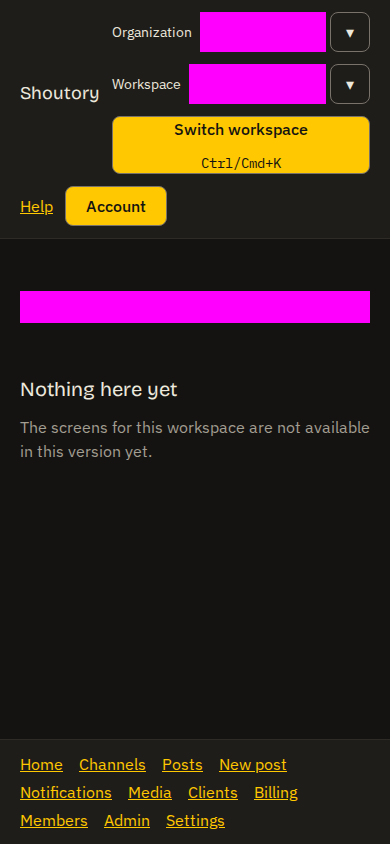 Organization
▼
Workspace
▼
Shoutory
Switch workspace
Ctrl/Cmd+K
Help
Account
Nothing here yet
The screens for this workspace are not available
in this version yet.
Home Channels Posts New post
Notifications Media Clients Billing
Members Admin Settings